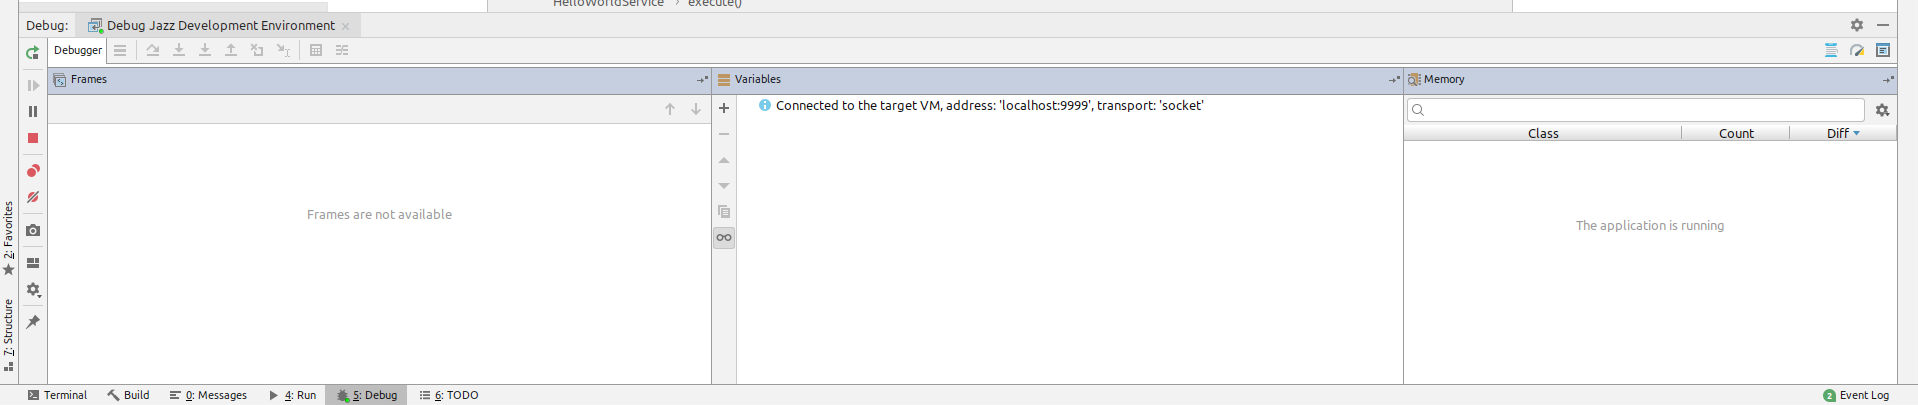 HelloWorldService › execute()
Debug: Debug Jazz Development Environment
Debugger
Frames Variables Memory
Connected to the target VM, address: 'localhost:9999', transport: 'socket'
Class Count Diff
Frames are not available
The application is running
2: Favorites
7: Structure
Terminal Build 0: Messages 4: Run 5: Debug 6: TODO 2 Event Log